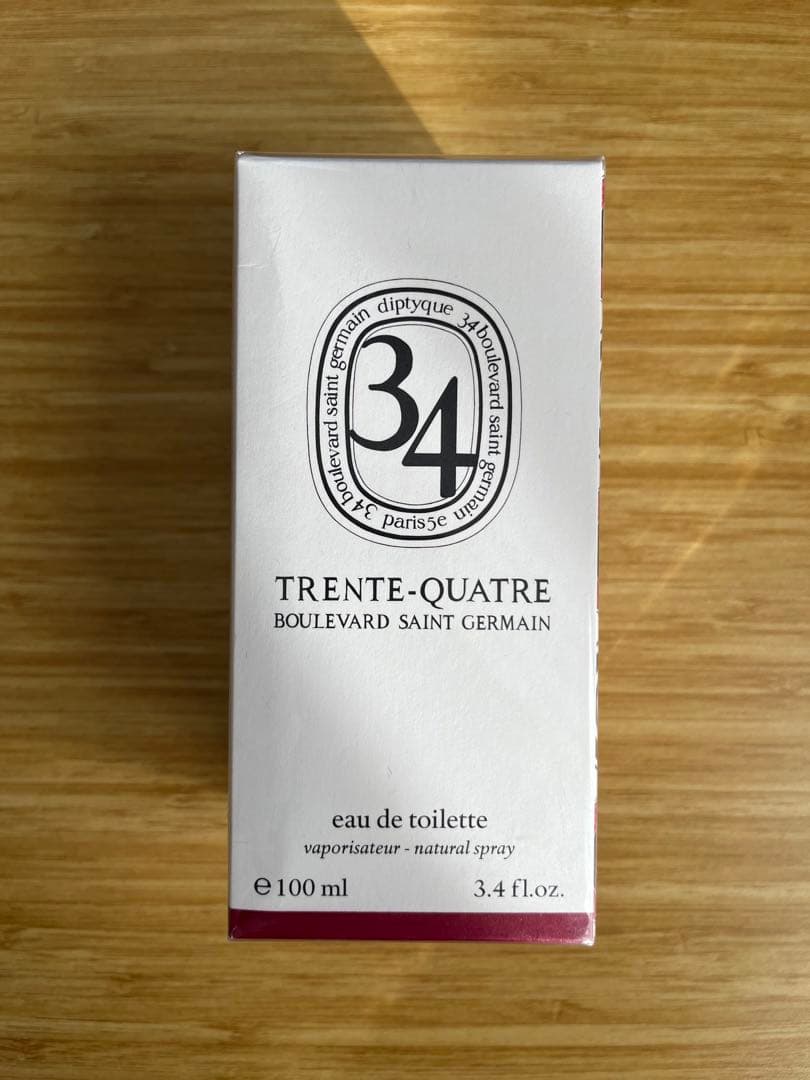 diptyque 34 boulevard saint germain paris 5e 34 boulevard saint germain
34
TRENTE-QUATRE
BOULEVARD SAINT GERMAIN
eau de toilette
vaporisateur - natural spray
℮ 100 ml 3.4 fl.oz.